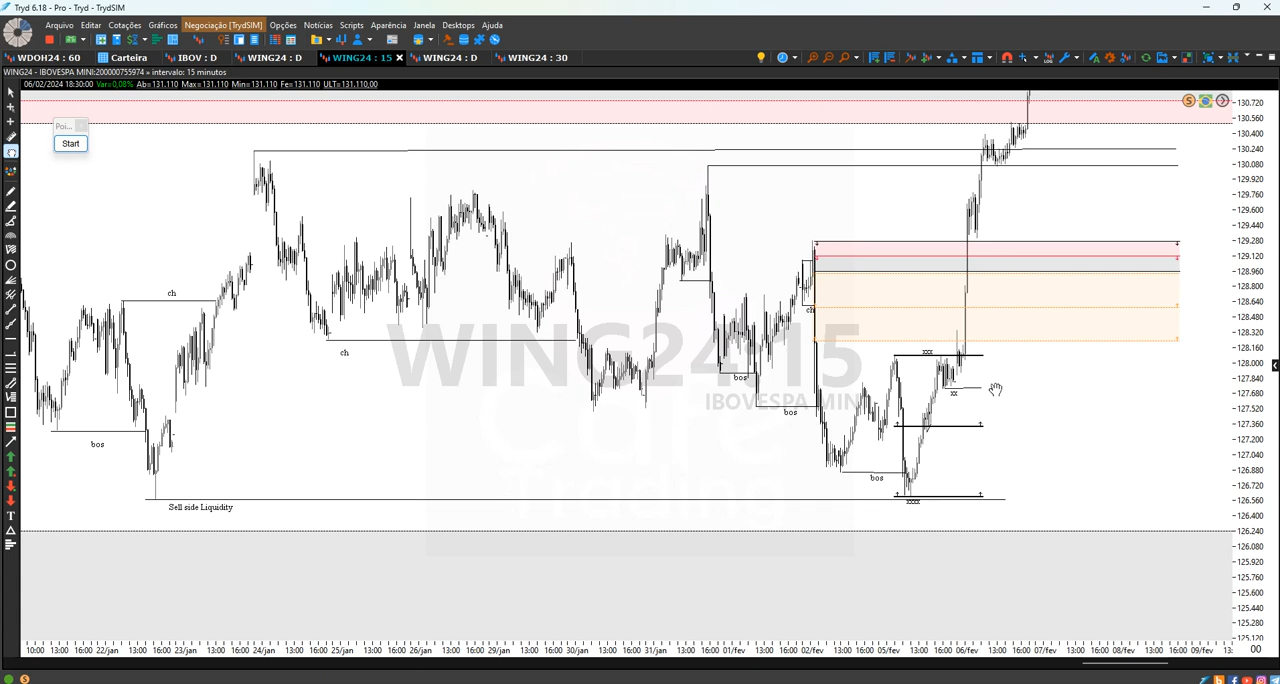 Tryd 6.18 - Pro - Tryd - TrydSIM
Arquivo Editar Cotações Gráficos Negociação [TrydSIM] Opções Notícias Scripts Aparência Janela Desktops Ajuda
WDOH24 : 60 Carteira IBOV : D WING24 : D WING24 : 15 WING24 : D WING24 : 30
WING24 - IBOVESPA MINI:200000755974 » intervalo: 15 minutos
06/02/2024 18:30:00 Var=0,08% Ab=131.110 Max=131.110 Min=131.110 Fe=131.110 ULT=131.110,00
Poi...
Start
ch
ch
bos
Sell side Liquidity
bos
bos
ch
bos
xxx
xx
xxxx
WING24:15
IBOVESPA MINI
Café
Trading
130.720
130.560
130.400
130.240
130.080
129.920
129.760
129.600
129.440
129.280
129.120
128.960
128.800
128.640
128.480
128.320
128.160
128.000
127.840
127.680
127.520
127.360
127.200
127.040
126.880
126.720
126.560
126.400
126.240
126.080
125.920
125.760
125.600
125.440
125.280
125.120
10:00 13:00 16:00 22/jan 13:00 16:00 23/jan 13:00 16:00 24/jan 13:00 16:00 25/jan 13:00 16:00 26/jan 13:00 16:00 29/jan 13:00 16:00 30/jan 13:00 16:00 31/jan 13:00 16:00 01/fev 13:00 16:00 02/fev 13:00 16:00 05/fev 13:00 16:00 06/fev 13:00 16:00 07/fev 13:00 16:00 08/fev 13:00 16:00 09/fev 00